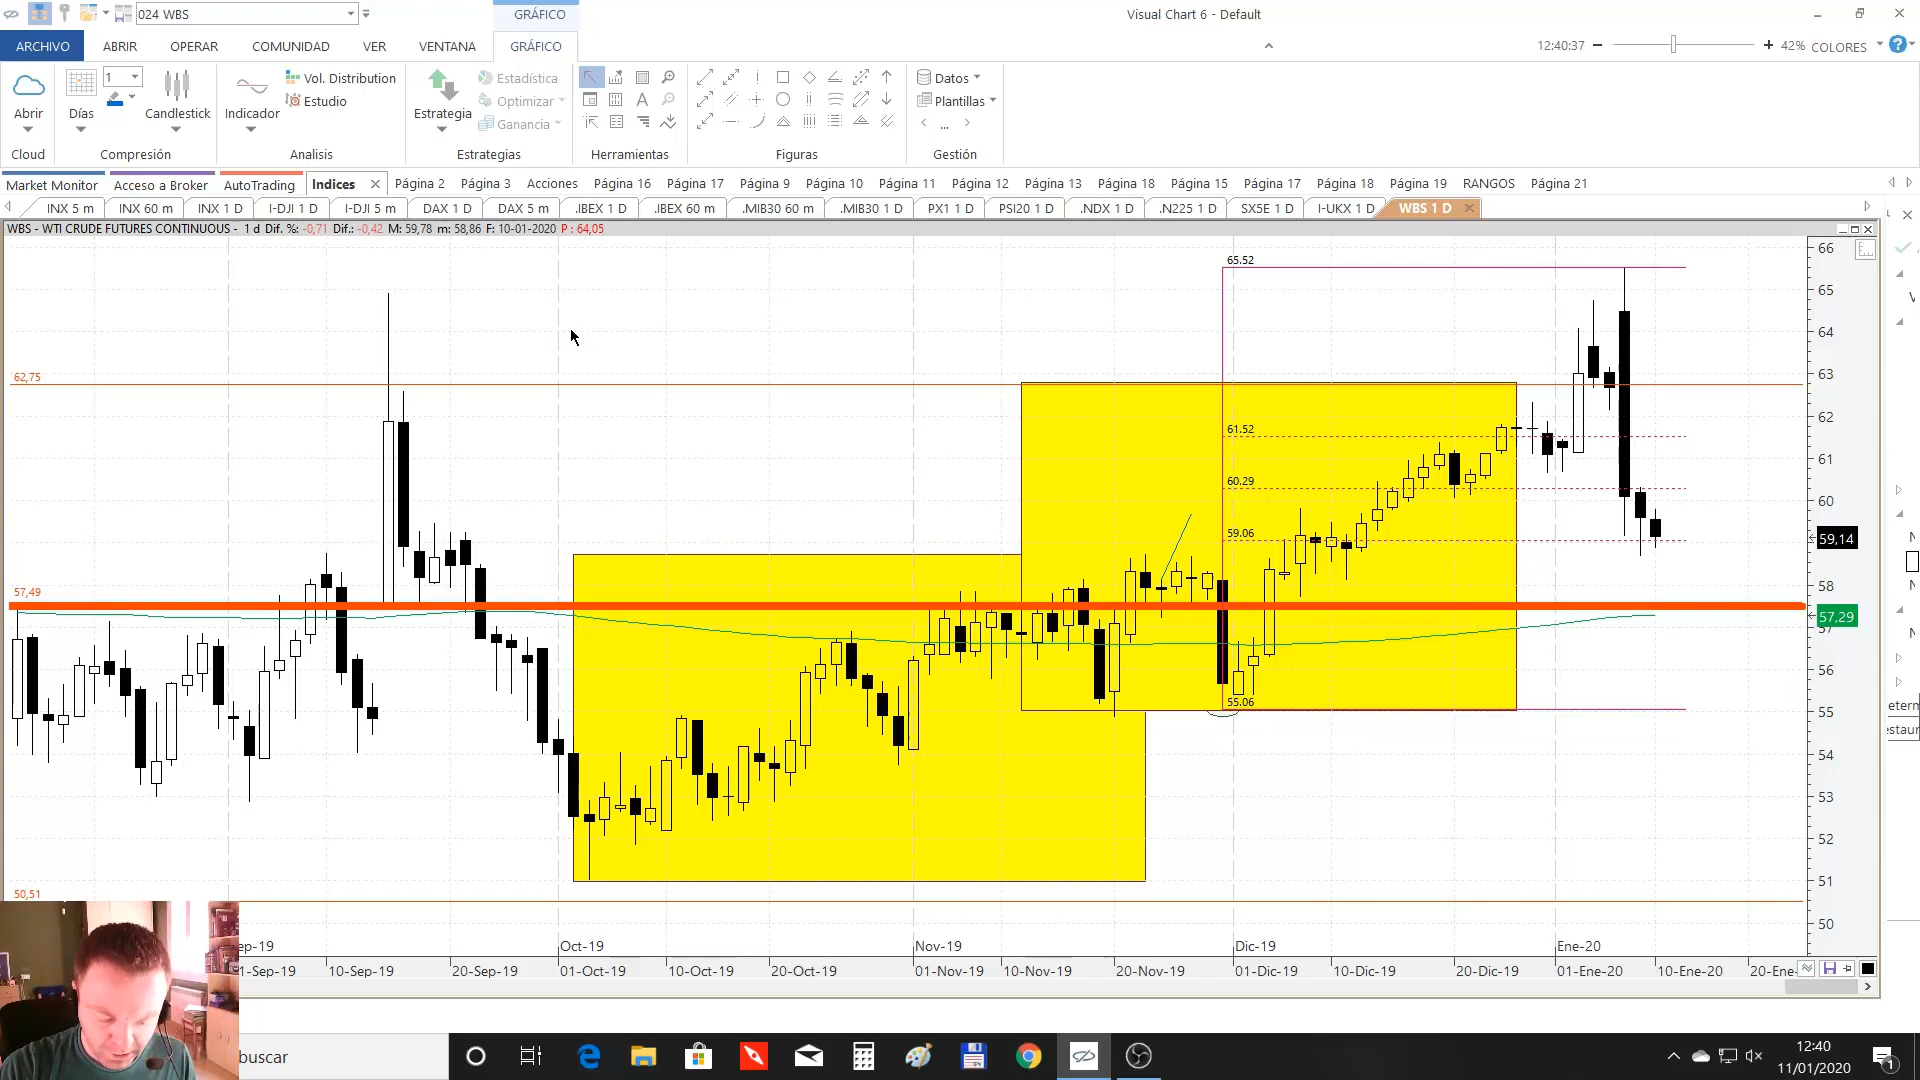 024 WBS
GRÁFICO
Visual Chart 6 - Default
ARCHIVO
ABRIR
OPERAR
COMUNIDAD
VER
VENTANA
GRÁFICO
12:40:37
42%
COLORES
1
Vol. Distribution
Estudio
Estadística
Optimizar
Ganancia
Datos
Plantillas
...
Abrir
Días
Candlestick
Indicador
Estrategia
Cloud
Compresión
Analisis
Estrategias
Herramientas
Figuras
Gestión
Market Monitor
Acceso a Broker
AutoTrading
Indices
Página 2
Página 3
Acciones
Página 16
Página 17
Página 9
Página 10
Página 11
Página 12
Página 13
Página 18
Página 15
Página 17
Página 18
Página 19
RANGOS
Página 21
INX 5 m
INX 60 m
INX 1 D
I-DJI 1 D
I-DJI 5 m
DAX 1 D
DAX 5 m
.IBEX 1 D
.IBEX 60 m
.MIB30 60 m
.MIB30 1 D
PX1 1 D
PSI20 1 D
.NDX 1 D
.N225 1 D
SX5E 1 D
I-UKX 1 D
WBS 1 D
WBS - WTI CRUDE FUTURES CONTINUOUS - 1 d Dif. %: -0,71 Dif.: -0,42 M: 59,78 m: 58,86 F: 10-01-2020 P : 64,05
66
65.52
65
64
62,75
63
61.52
62
61
60.29
60
59.06
59,14
57,49
58
57,29
57
56
55.06
55
54
53
52
50,51
51
50
eterm
estaur
ep-19
Oct-19
Nov-19
Dic-19
Ene-20
1-Sep-19
10-Sep-19
20-Sep-19
01-Oct-19
10-Oct-19
20-Oct-19
01-Nov-19
10-Nov-19
20-Nov-19
01-Dic-19
10-Dic-19
20-Dic-19
01-Ene-20
10-Ene-20
20-Ene-
buscar
12:40
11/01/2020
1